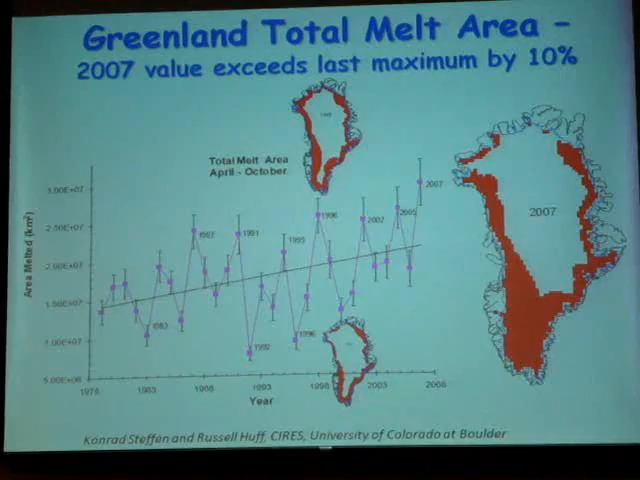 Greenland Total Melt Area –
2007 value exceeds last maximum by 10%
Total Melt Area
April - October
Area Melted (km²)
3.00E+07
2.50E+07
2.00E+07
1.50E+07
1.00E+07
5.00E+06
1987
1991
1995
1996
2002
2005
2007
1983
1992
1996
2007
1978
1983
1988
1993
1998
2003
2008
Year
Konrad Steffen and Russell Huff, CIRES, University of Colorado at Boulder